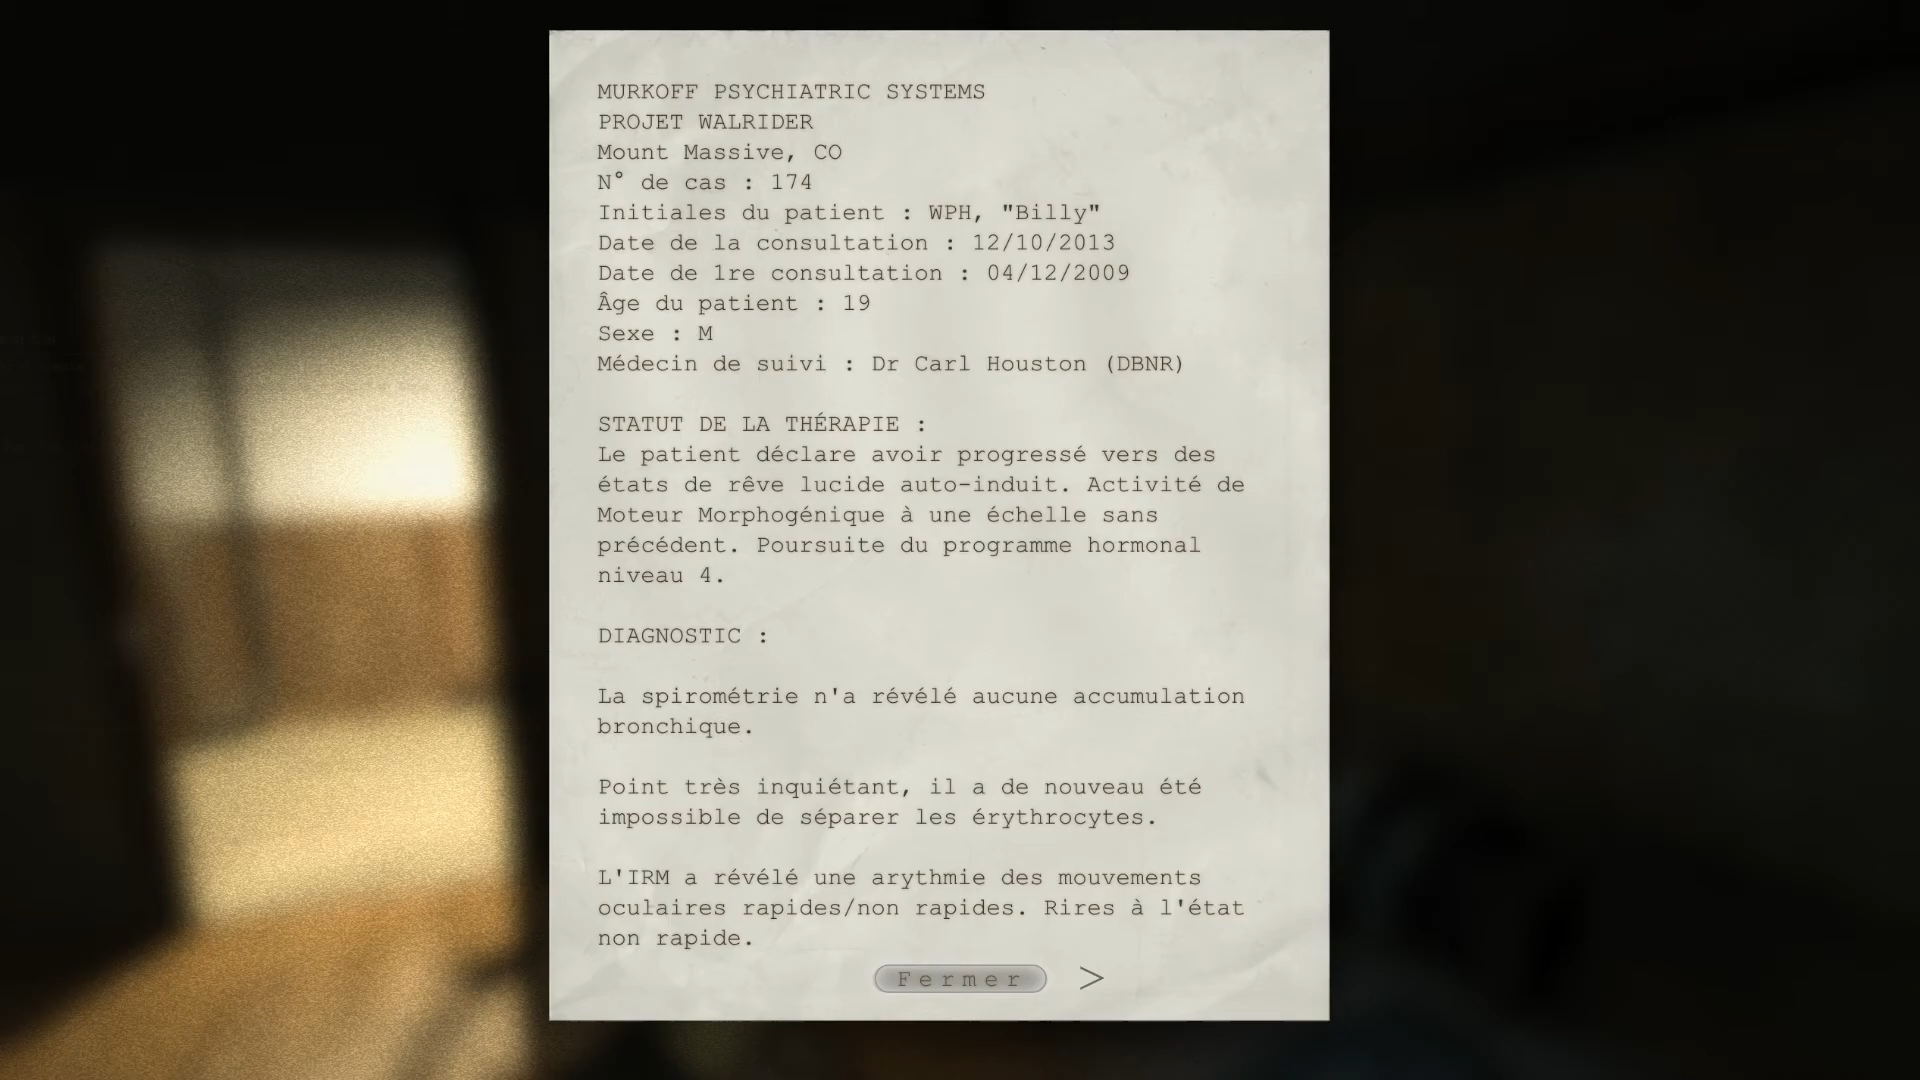 MURKOFF PSYCHIATRIC SYSTEMS
PROJET WALRIDER
Mount Massive, CO
N° de cas : 174
Initiales du patient : WPH, "Billy"
Date de la consultation : 12/10/2013
Date de 1re consultation : 04/12/2009
Âge du patient : 19
Sexe : M
Médecin de suivi : Dr Carl Houston (DBNR)
STATUT DE LA THÉRAPIE :
Le patient déclare avoir progressé vers des
états de rêve lucide auto-induit. Activité de
Moteur Morphogénique à une échelle sans
précédent. Poursuite du programme hormonal
niveau 4.
DIAGNOSTIC :
La spirométrie n'a révélé aucune accumulation
bronchique.
Point très inquiétant, il a de nouveau été
impossible de séparer les érythrocytes.
L'IRM a révélé une arythmie des mouvements
oculaires rapides/non rapides. Rires à l'état
non rapide.
Fermer >